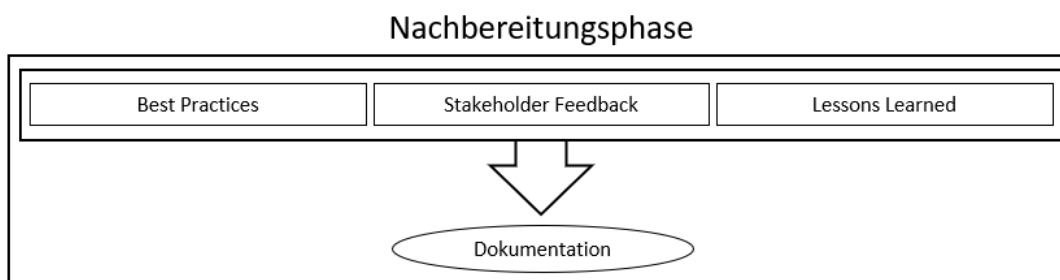 Nachbereitungsphase
Best Practices
Stakeholder Feedback
Lessons Learned
Dokumentation